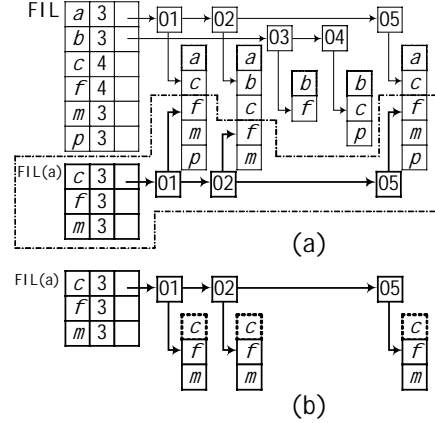 FIL
a 3 01 02 05
b 3 03 04
c 4 a a b b a
f 4 c b f c c
m 3 f c p f
p 3 m f m
p m p
FIL(a)
c 3 01 02 05
f 3
m 3
(a)
FIL(a)
c 3 01 02 05
f 3 c c c
m 3 f f f
m m m
(b)